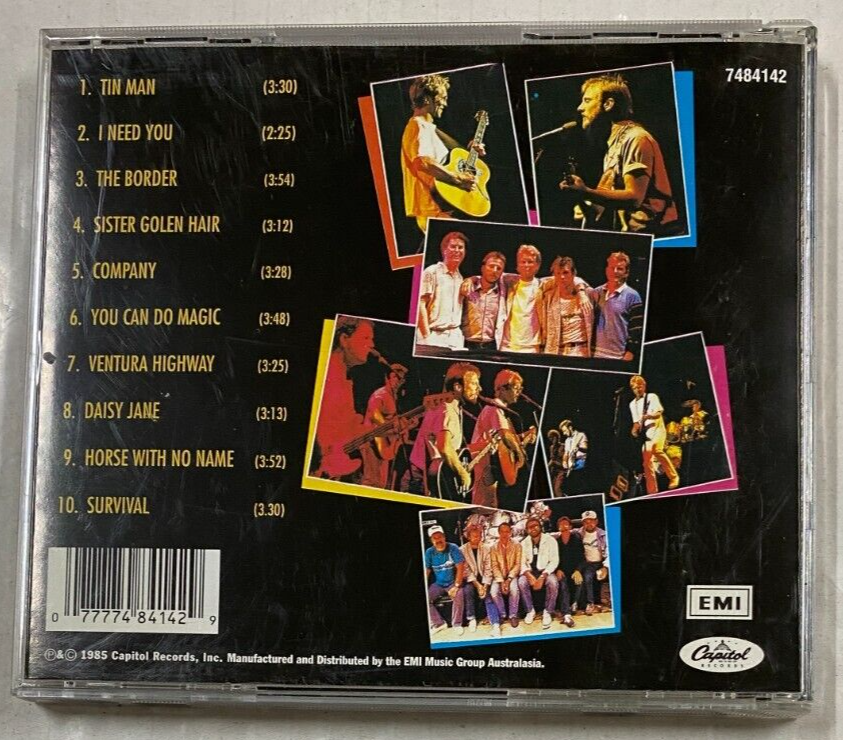 1. TIN MAN (3:30)
7484142
2. I NEED YOU (2:25)
3. THE BORDER (3:54)
4. SISTER GOLEN HAIR (3:12)
5. COMPANY (3:28)
6. YOU CAN DO MAGIC (3:48)
7. VENTURA HIGHWAY (3:25)
8. DAISY JANE (3:13)
9. HORSE WITH NO NAME (3:52)
10. SURVIVAL (3.30)
0 77774 84142 9
EMI
Capitol
RECORDS
℗&© 1985 Capitol Records, Inc. Manufactured and Distributed by the EMI Music Group Australasia.